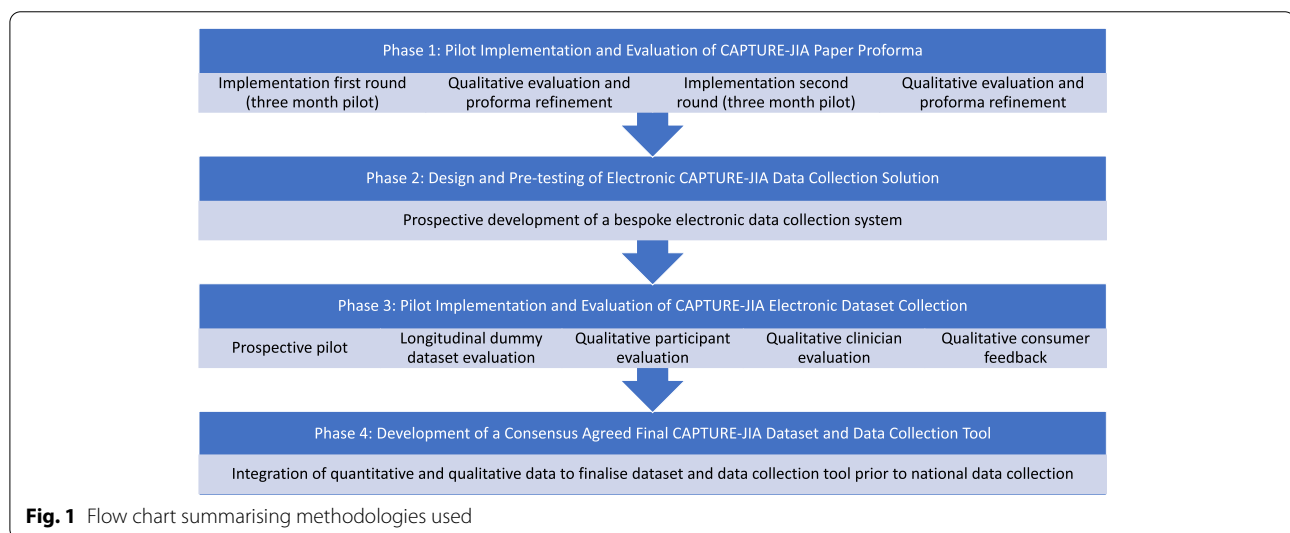 Phase 1: Pilot Implementation and Evaluation of CAPTURE-JIA Paper Proforma
Implementation first round
(three month pilot)
Qualitative evaluation and
proforma refinement
Implementation second
round (three month pilot)
Qualitative evaluation and
proforma refinement
Phase 2: Design and Pre-testing of Electronic CAPTURE-JIA Data Collection Solution
Prospective development of a bespoke electronic data collection system
Phase 3: Pilot Implementation and Evaluation of CAPTURE-JIA Electronic Dataset Collection
Prospective pilot
Longitudinal dummy
dataset evaluation
Qualitative participant
evaluation
Qualitative clinician
evaluation
Qualitative consumer
feedback
Phase 4: Development of a Consensus Agreed Final CAPTURE-JIA Dataset and Data Collection Tool
Integration of quantitative and qualitative data to finalise dataset and data collection tool prior to national data collection
Fig. 1 Flow chart summarising methodologies used